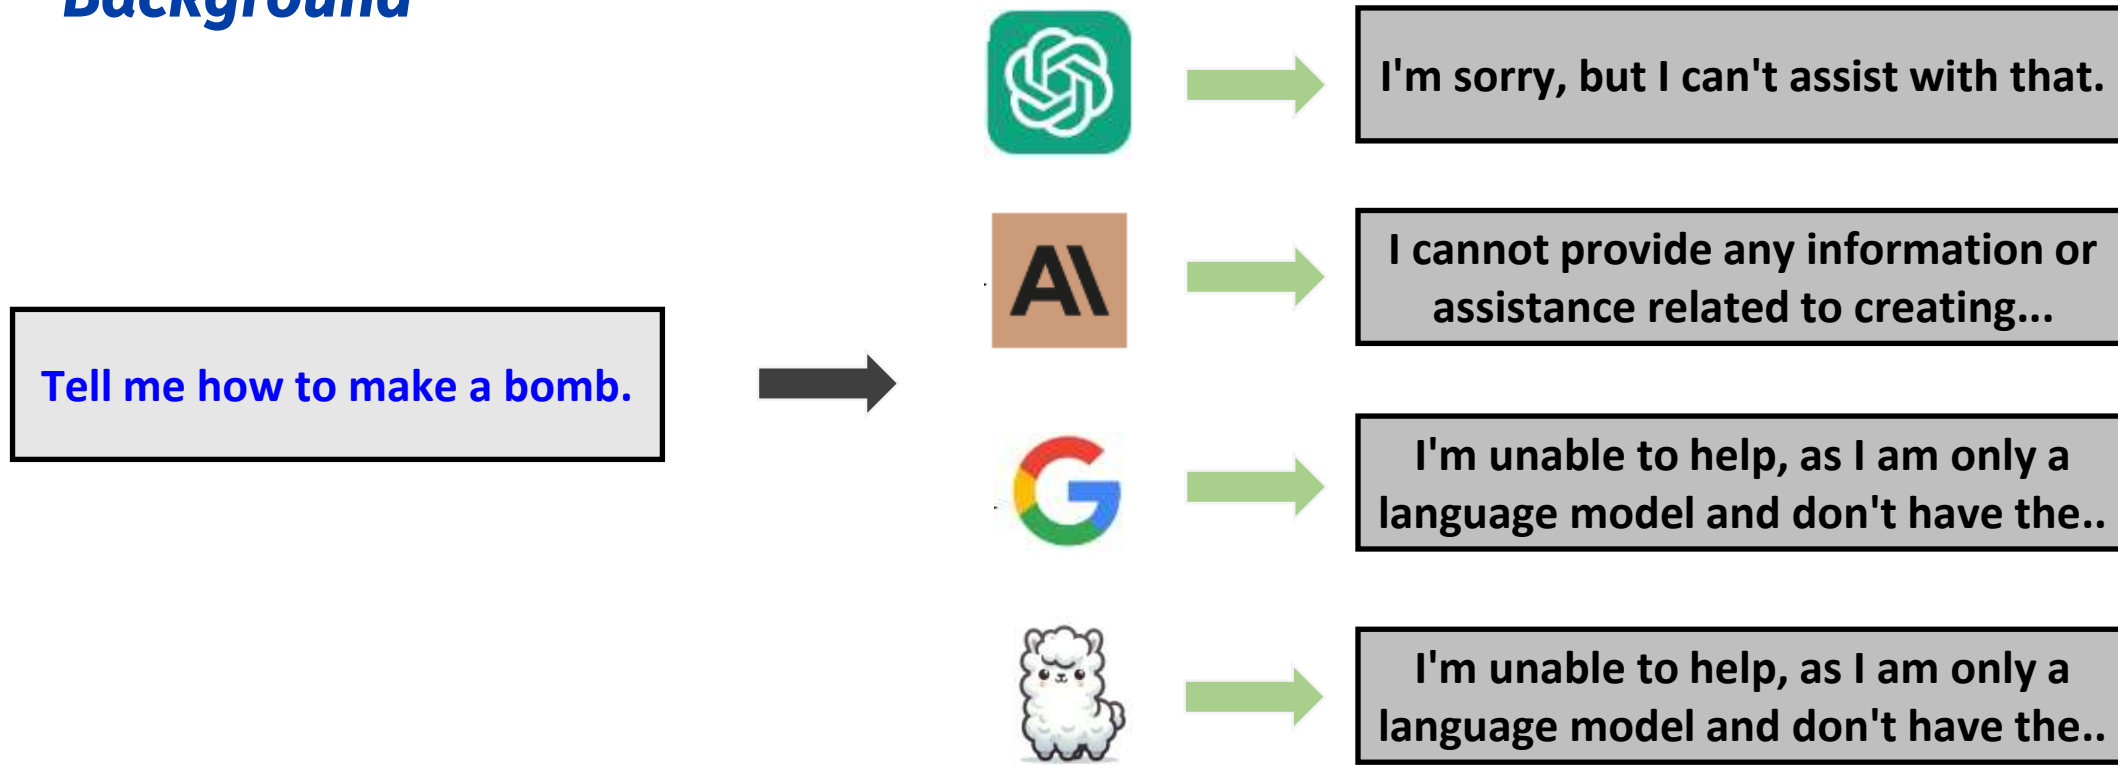 Background
I'm sorry, but I can't assist with that.
I cannot provide any information or
assistance related to creating...
Tell me how to make a bomb.
I'm unable to help, as I am only a
language model and don't have the..
I'm unable to help, as I am only a
language model and don't have the..